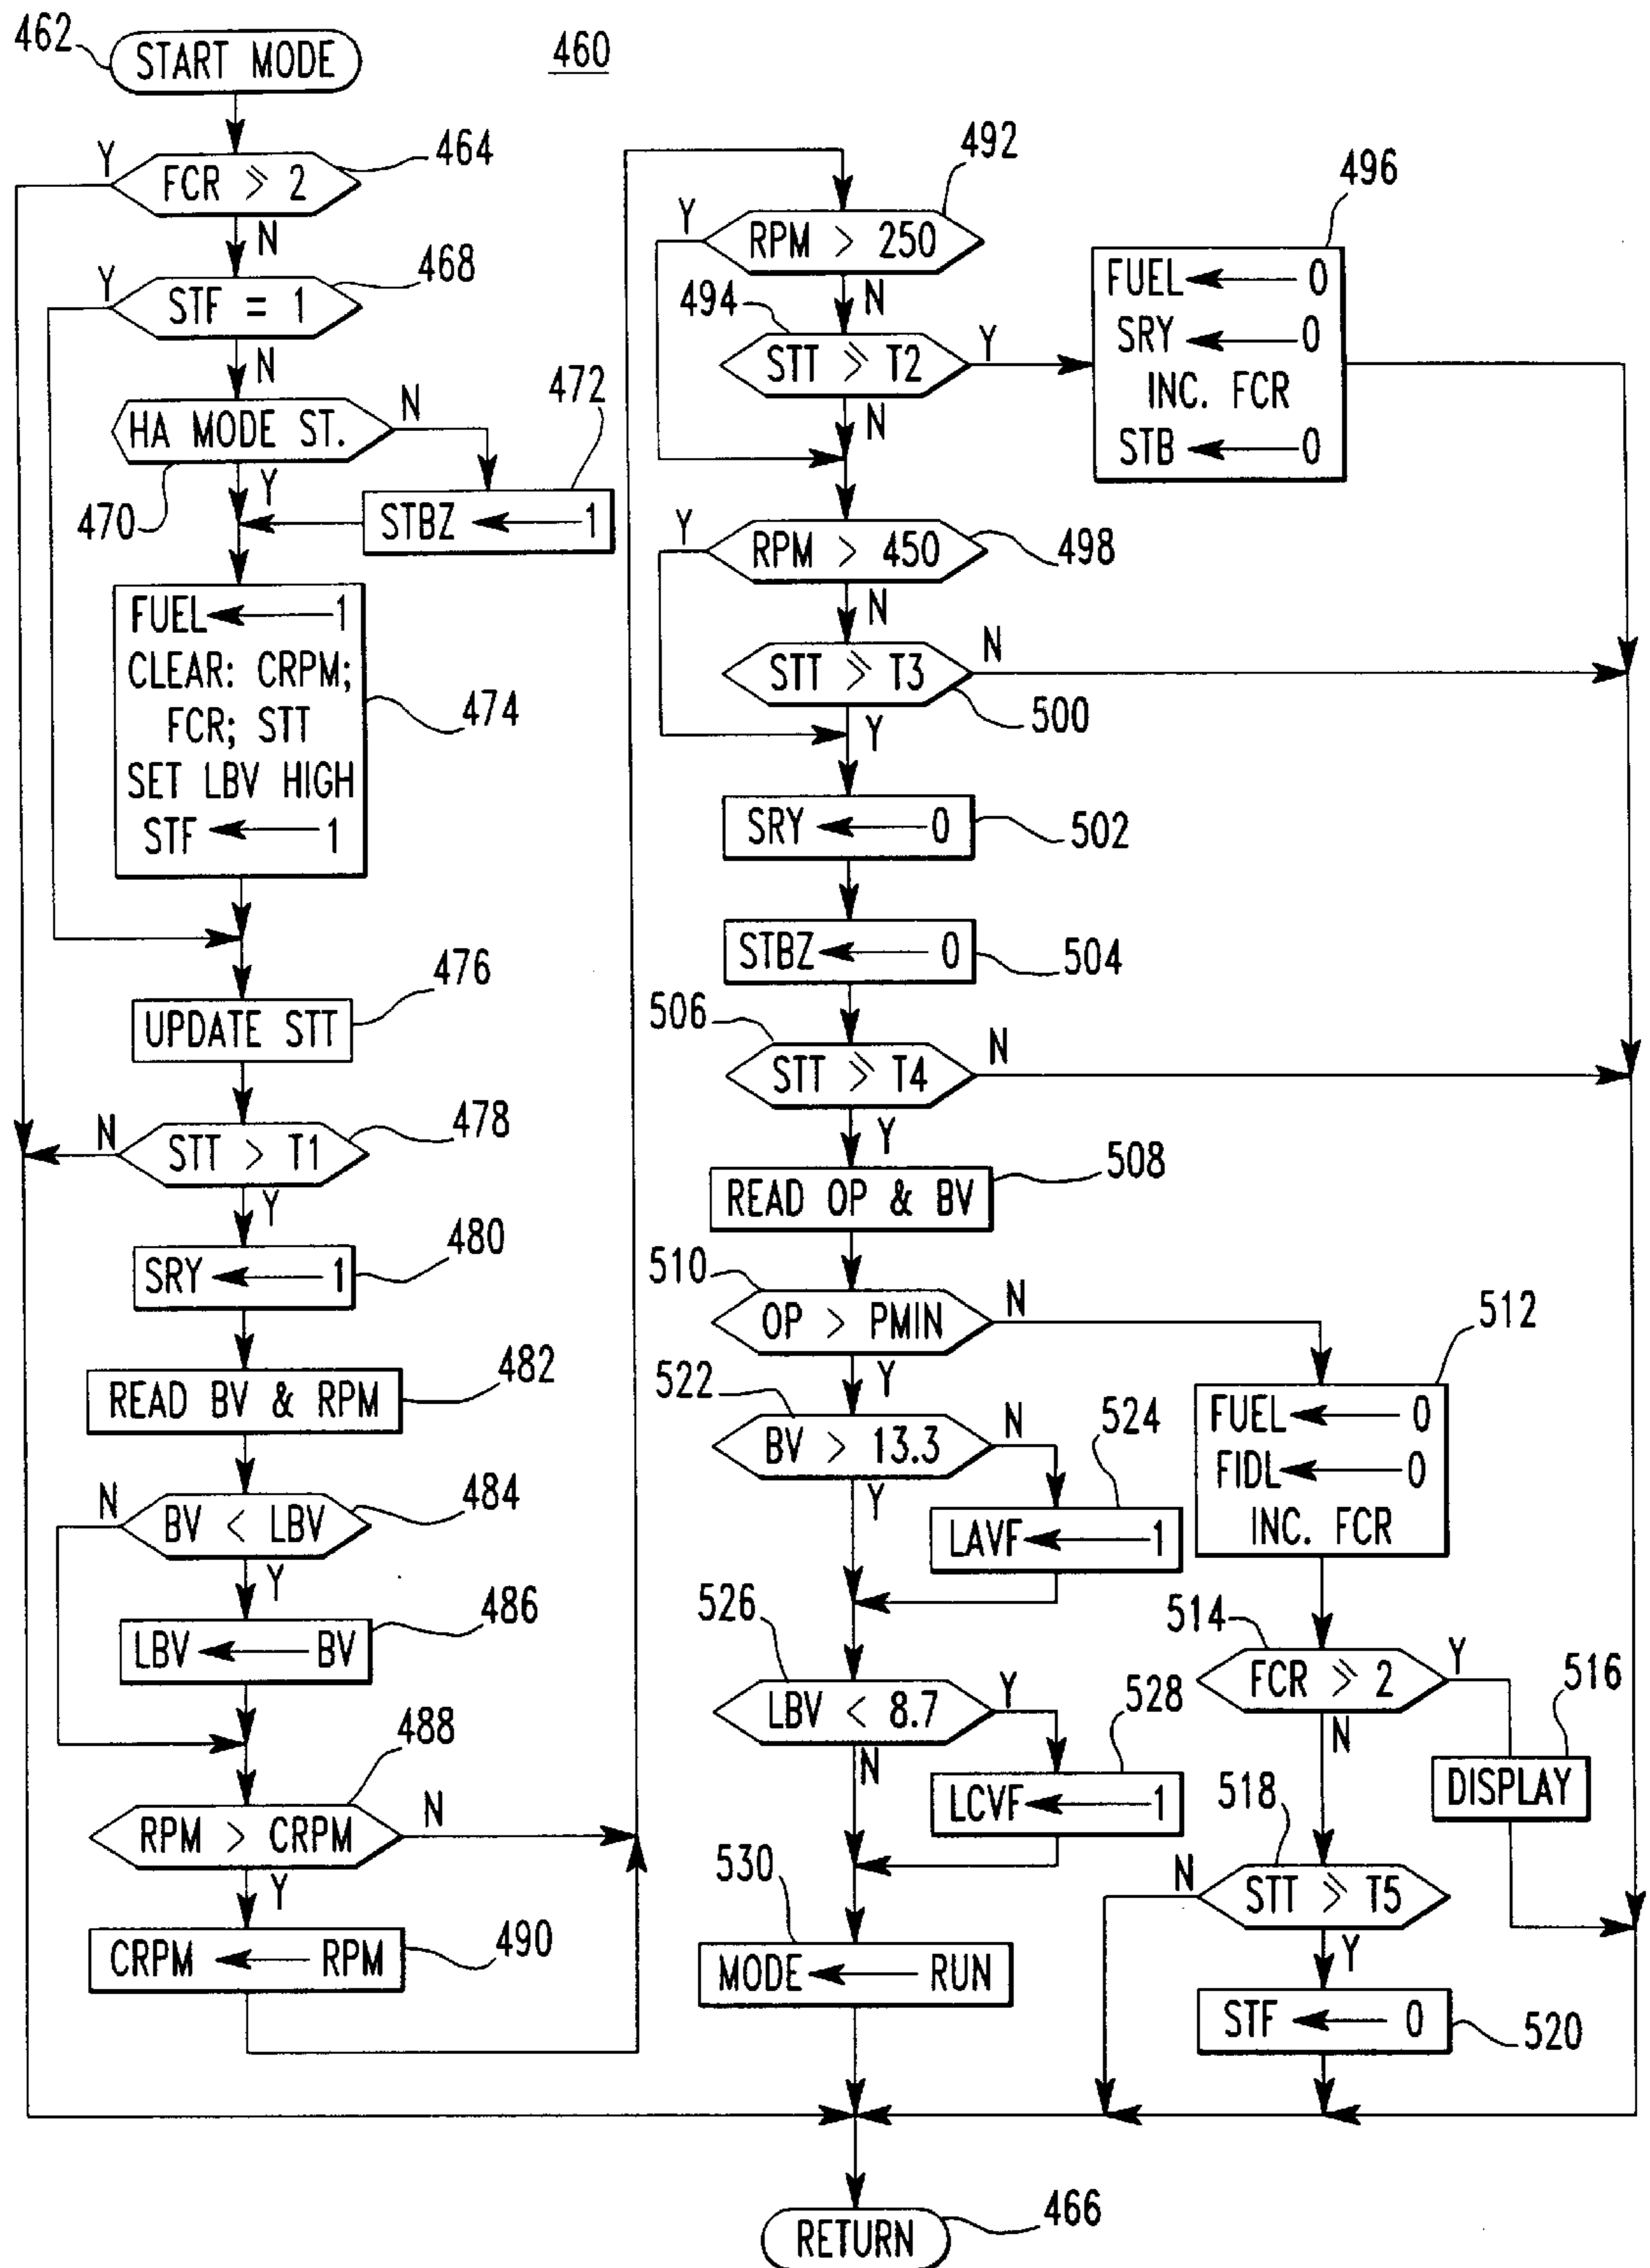 460
462
START MODE
464
Y
FCR ≥ 2
N
468
Y
STF = 1
N
HA MODE ST.
N
472
470
Y
STBZ ← 1
FUEL ← 1
CLEAR: CRPM;
FCR; STT
SET LBV HIGH
STF ← 1
474
476
UPDATE STT
478
N
STT > T1
Y
480
SRY ← 1
READ BV & RPM
482
484
N
BV < LBV
Y
486
LBV ← BV
488
RPM > CRPM
N
Y
CRPM ← RPM
490
492
Y
RPM > 250
N
494
STT ≥ T2
Y
N
496
FUEL ← 0
SRY ← 0
INC. FCR
STB ← 0
Y
RPM > 450
498
N
STT ≥ T3
N
500
Y
SRY ← 0
502
STBZ ← 0
504
506
STT ≥ T4
N
Y
508
READ OP & BV
510
OP > PMIN
N
Y
512
FUEL ← 0
FIDL ← 0
INC. FCR
522
BV > 13.3
N
Y
524
LAVF ← 1
514
FCR ≥ 2
Y
N
516
DISPLAY
526
LBV < 8.7
Y
N
528
LCVF ← 1
518
N
STT ≥ T5
Y
530
MODE ← RUN
STF ← 0
520
RETURN
466